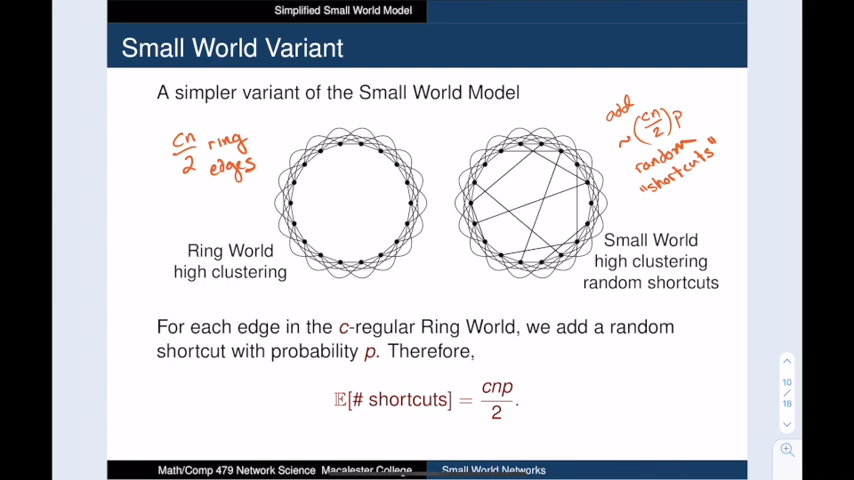 Simplified Small World Model
Small World Variant
A simpler variant of the Small World Model
cn/2 ring
edges
add
~(cn/2)p
random
"shortcuts"
Ring World
high clustering
Small World
high clustering
random shortcuts
For each edge in the c-regular Ring World, we add a random
shortcut with probability p. Therefore,
𝔼[# shortcuts] = cnp/2.
10
/
18
Math/Comp 479 Network Science Macalester College Small World Networks